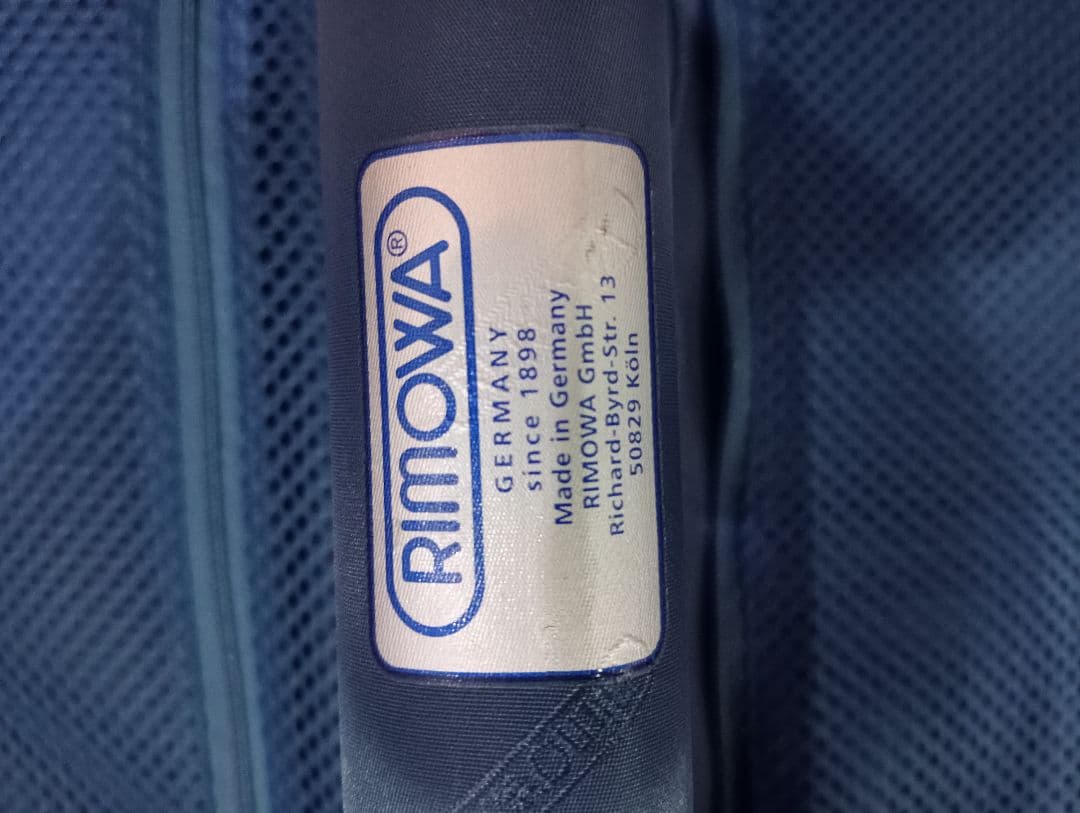 RIMOWA®
GERMANY
since 1898
Made in Germany
RIMOWA GmbH
Richard-Byrd-Str. 13
50829 Köln